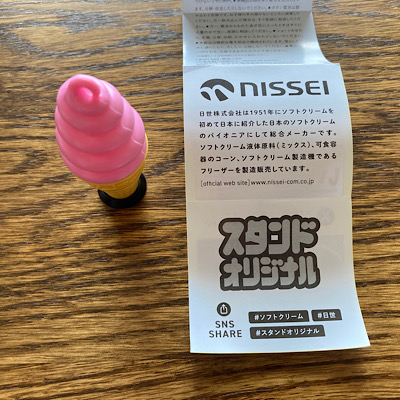 NISSEI
日世株式会社は1951年にソフトクリームを
初めて日本に紹介した日本のソフトクリーム
のパイオニアにして総合メーカーです。
ソフトクリーム液体原料(ミックス)、可食容
器のコーン、ソフトクリーム製造機である
フリーザーを製造販売しています。
[official web site]www.nissei-com.co.jp
スタンド
オリジナル
SNS
SHARE
#ソフトクリーム
#日世
#スタンドオリジナル